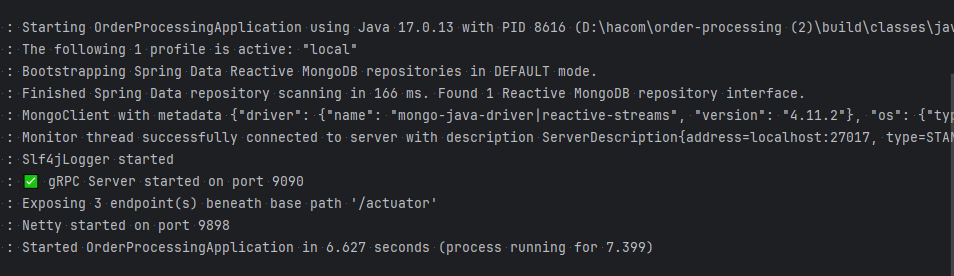 : Starting OrderProcessingApplication using Java 17.0.13 with PID 8616 (D:\hacom\order-processing (2)\build\classes\jav
: The following 1 profile is active: "local"
: Bootstrapping Spring Data Reactive MongoDB repositories in DEFAULT mode.
: Finished Spring Data repository scanning in 166 ms. Found 1 Reactive MongoDB repository interface.
: MongoClient with metadata {"driver": {"name": "mongo-java-driver|reactive-streams", "version": "4.11.2"}, "os": {"typ
: Monitor thread successfully connected to server with description ServerDescription{address=localhost:27017, type=STAN
: Slf4jLogger started
: ✅ gRPC Server started on port 9090
: Exposing 3 endpoint(s) beneath base path '/actuator'
: Netty started on port 9898
: Started OrderProcessingApplication in 6.627 seconds (process running for 7.399)